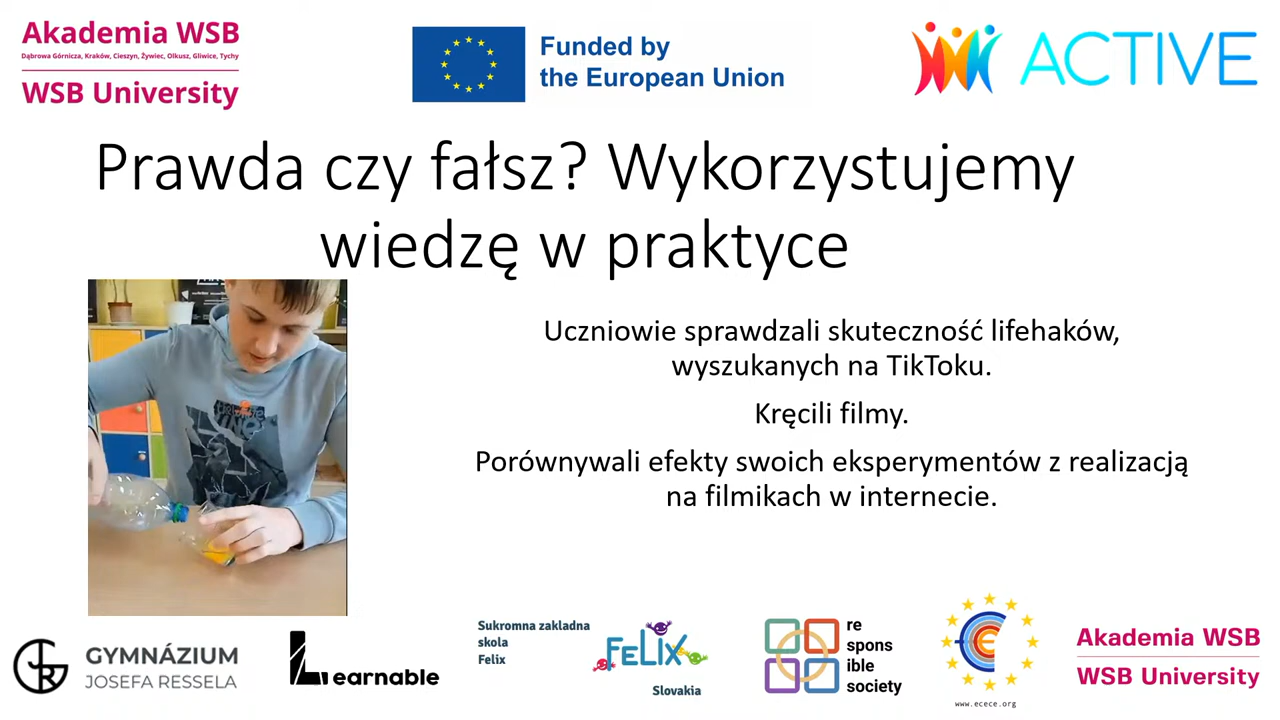 Akademia WSB
Dąbrowa Górnicza, Kraków, Cieszyn, Żywiec, Olkusz, Gliwice, Tychy
WSB University
Funded by
the European Union
ACTIVE
Prawda czy fałsz? Wykorzystujemy
wiedzę w praktyce
Uczniowie sprawdzali skuteczność lifehaków,
wyszukanych na TikToku.
Kręcili filmy.
Porównywali efekty swoich eksperymentów z realizacją
na filmikach w internecie.
GYMNÁZIUM
JOSEFA RESSELA
Learnable
Sukromna zakladna
skola
Felix
FELIX
Slovakia
re
spons
ible
society
www.ecece.org
Akademia WSB
WSB University